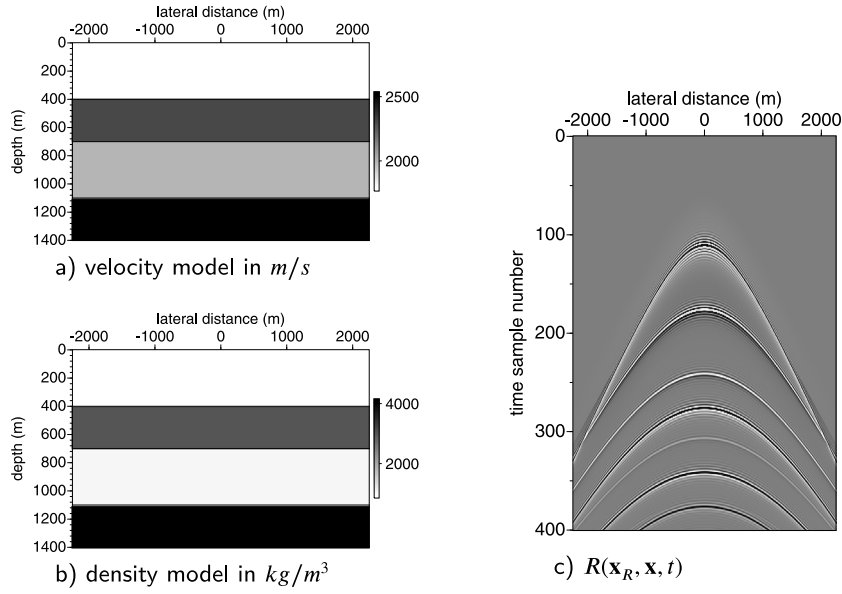 lateral distance (m)
-2000 -1000 0 1000 2000
0
200
400
600
800
1000
1200
1400
depth (m)
2500
2000
a) velocity model in m/s
lateral distance (m)
-2000 -1000 0 1000 2000
0
200
400
600
800
1000
1200
1400
depth (m)
4000
2000
b) density model in kg/m³
lateral distance (m)
-2000 -1000 0 1000 2000
0
100
200
300
400
time sample number
c) R(x_R, x, t)